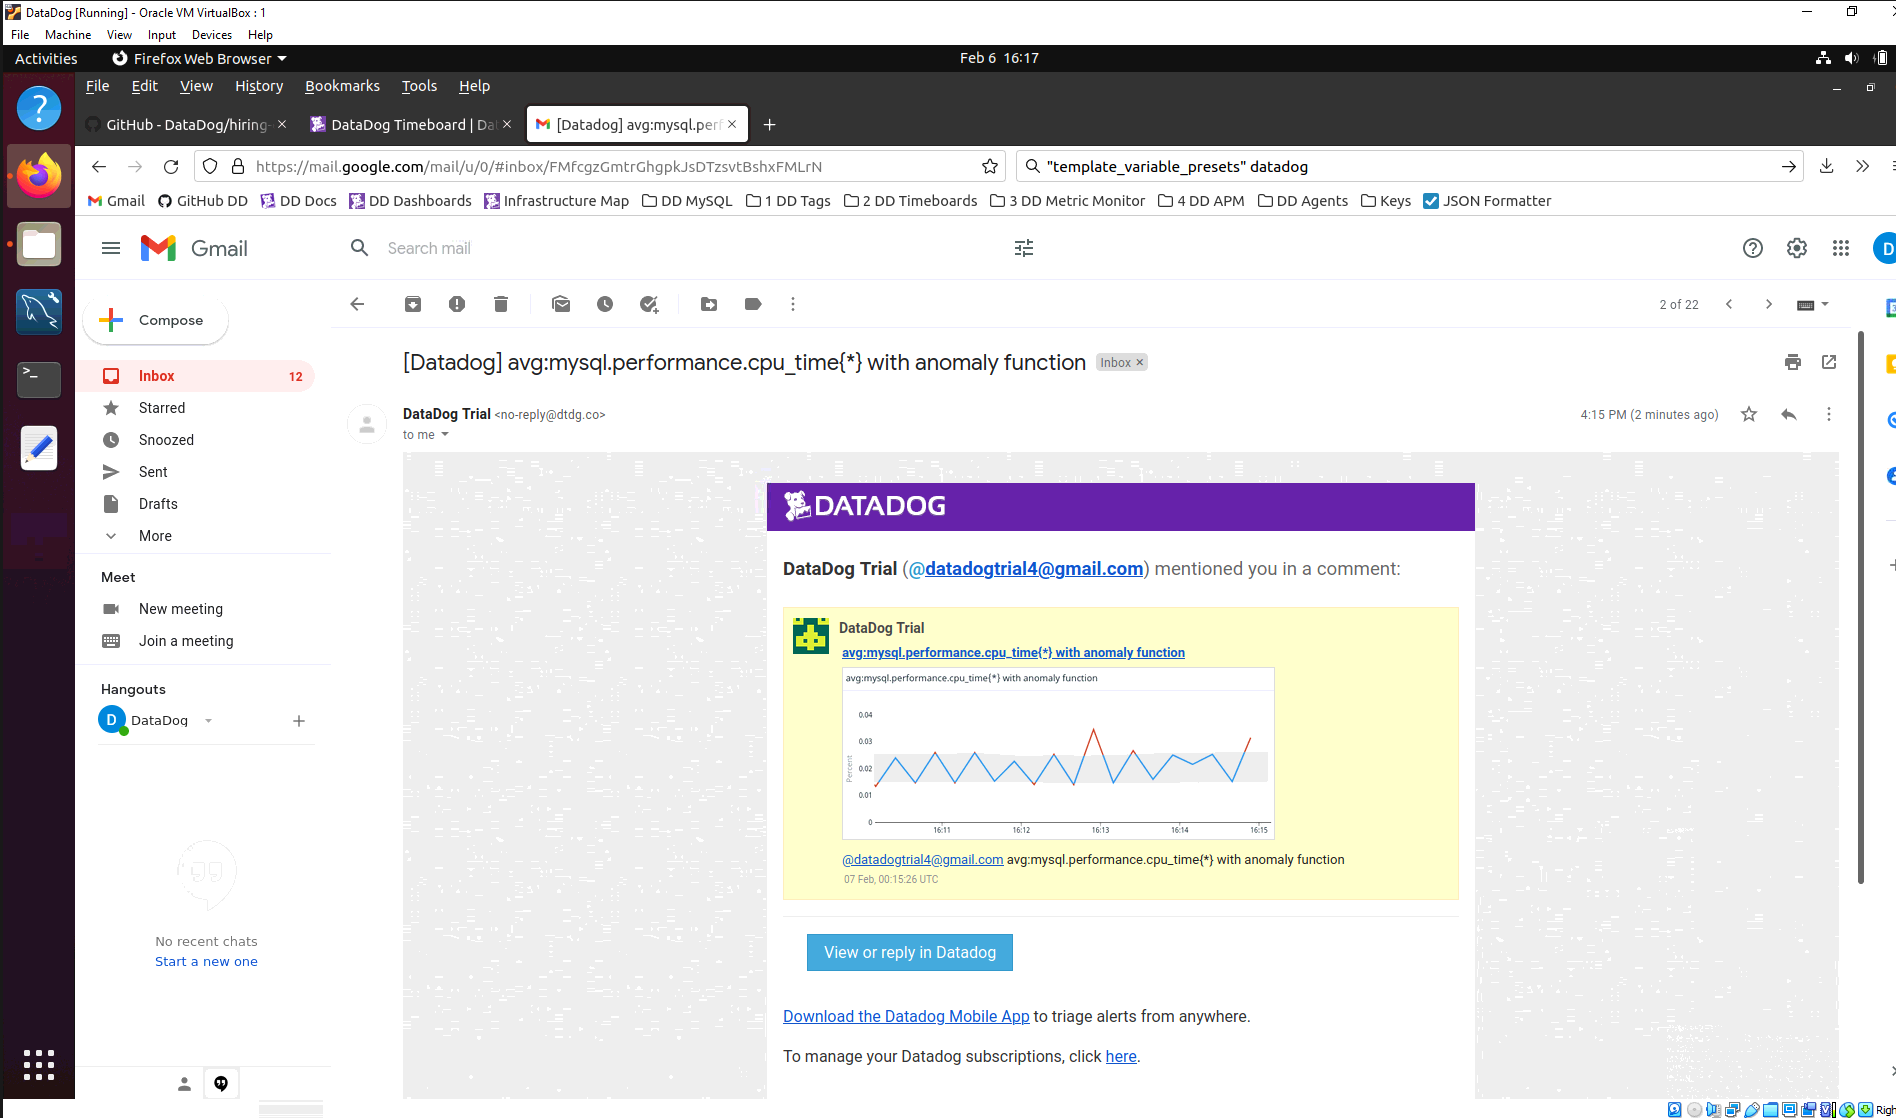 DataDog [Running] - Oracle VM VirtualBox : 1
File Machine View Input Devices Help
Activities Firefox Web Browser Feb 6 16:17
File Edit View History Bookmarks Tools Help
GitHub - DataDog/hiring- DataDog Timeboard | Da [Datadog] avg:mysql.perf
https://mail.google.com/mail/u/0/#inbox/FMfcgzGmtrGhgpkJsDTzsvtBshxFMLrN "template_variable_presets" datadog
Gmail GitHub DD DD Docs DD Dashboards Infrastructure Map DD MySQL 1 DD Tags 2 DD Timeboards 3 DD Metric Monitor 4 DD APM DD Agents Keys JSON Formatter
Gmail Search mail D
Compose 2 of 22
[Datadog] avg:mysql.performance.cpu_time{*} with anomaly function Inbox ×
Inbox 12
Starred
Snoozed
Sent
Drafts
More
Meet
New meeting
Join a meeting
Hangouts
D DataDog
No recent chats
Start a new one
DataDog Trial <no-reply@dtdg.co> 4:15 PM (2 minutes ago)
to me
DATADOG
DataDog Trial (@datadogtrial4@gmail.com) mentioned you in a comment:
DataDog Trial
avg:mysql.performance.cpu_time{*} with anomaly function
avg:mysql.performance.cpu_time{*} with anomaly function
0.04
0.03
0.02
0.01
0
Percent
16:11 16:12 16:13 16:14 16:15
@datadogtrial4@gmail.com avg:mysql.performance.cpu_time{*} with anomaly function
07 Feb, 00:15:26 UTC
View or reply in Datadog
Download the Datadog Mobile App to triage alerts from anywhere.
To manage your Datadog subscriptions, click here.
Righ